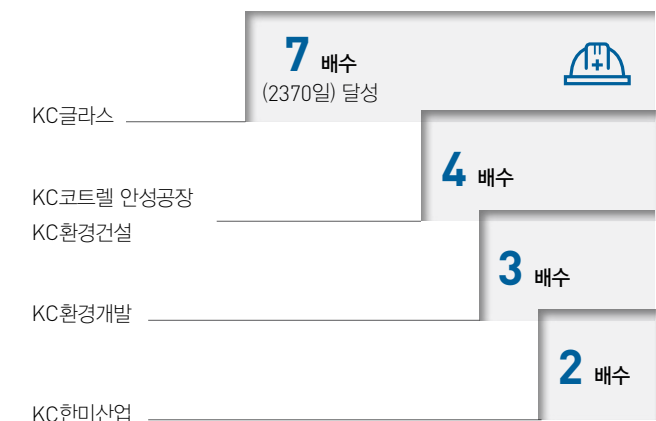 7 배수
(2370일) 달성
KC글라스
4 배수
KC코트렐 안성공장
KC환경건설
3 배수
KC환경개발
2 배수
KC한미산업